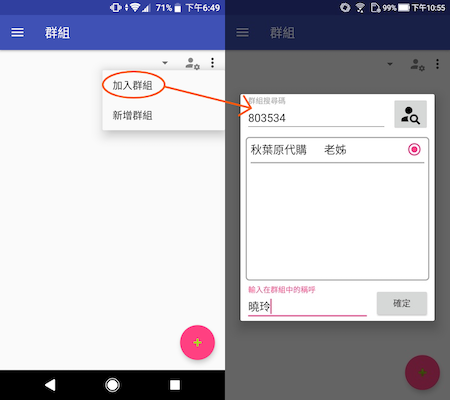 71% 下午6:49
群組
加入群組
新增群組
99% 下午10:55
群組
群組搜尋碼
803534
秋葉原代購 老姊
輸入在群組中的稱呼
曉玲
確定